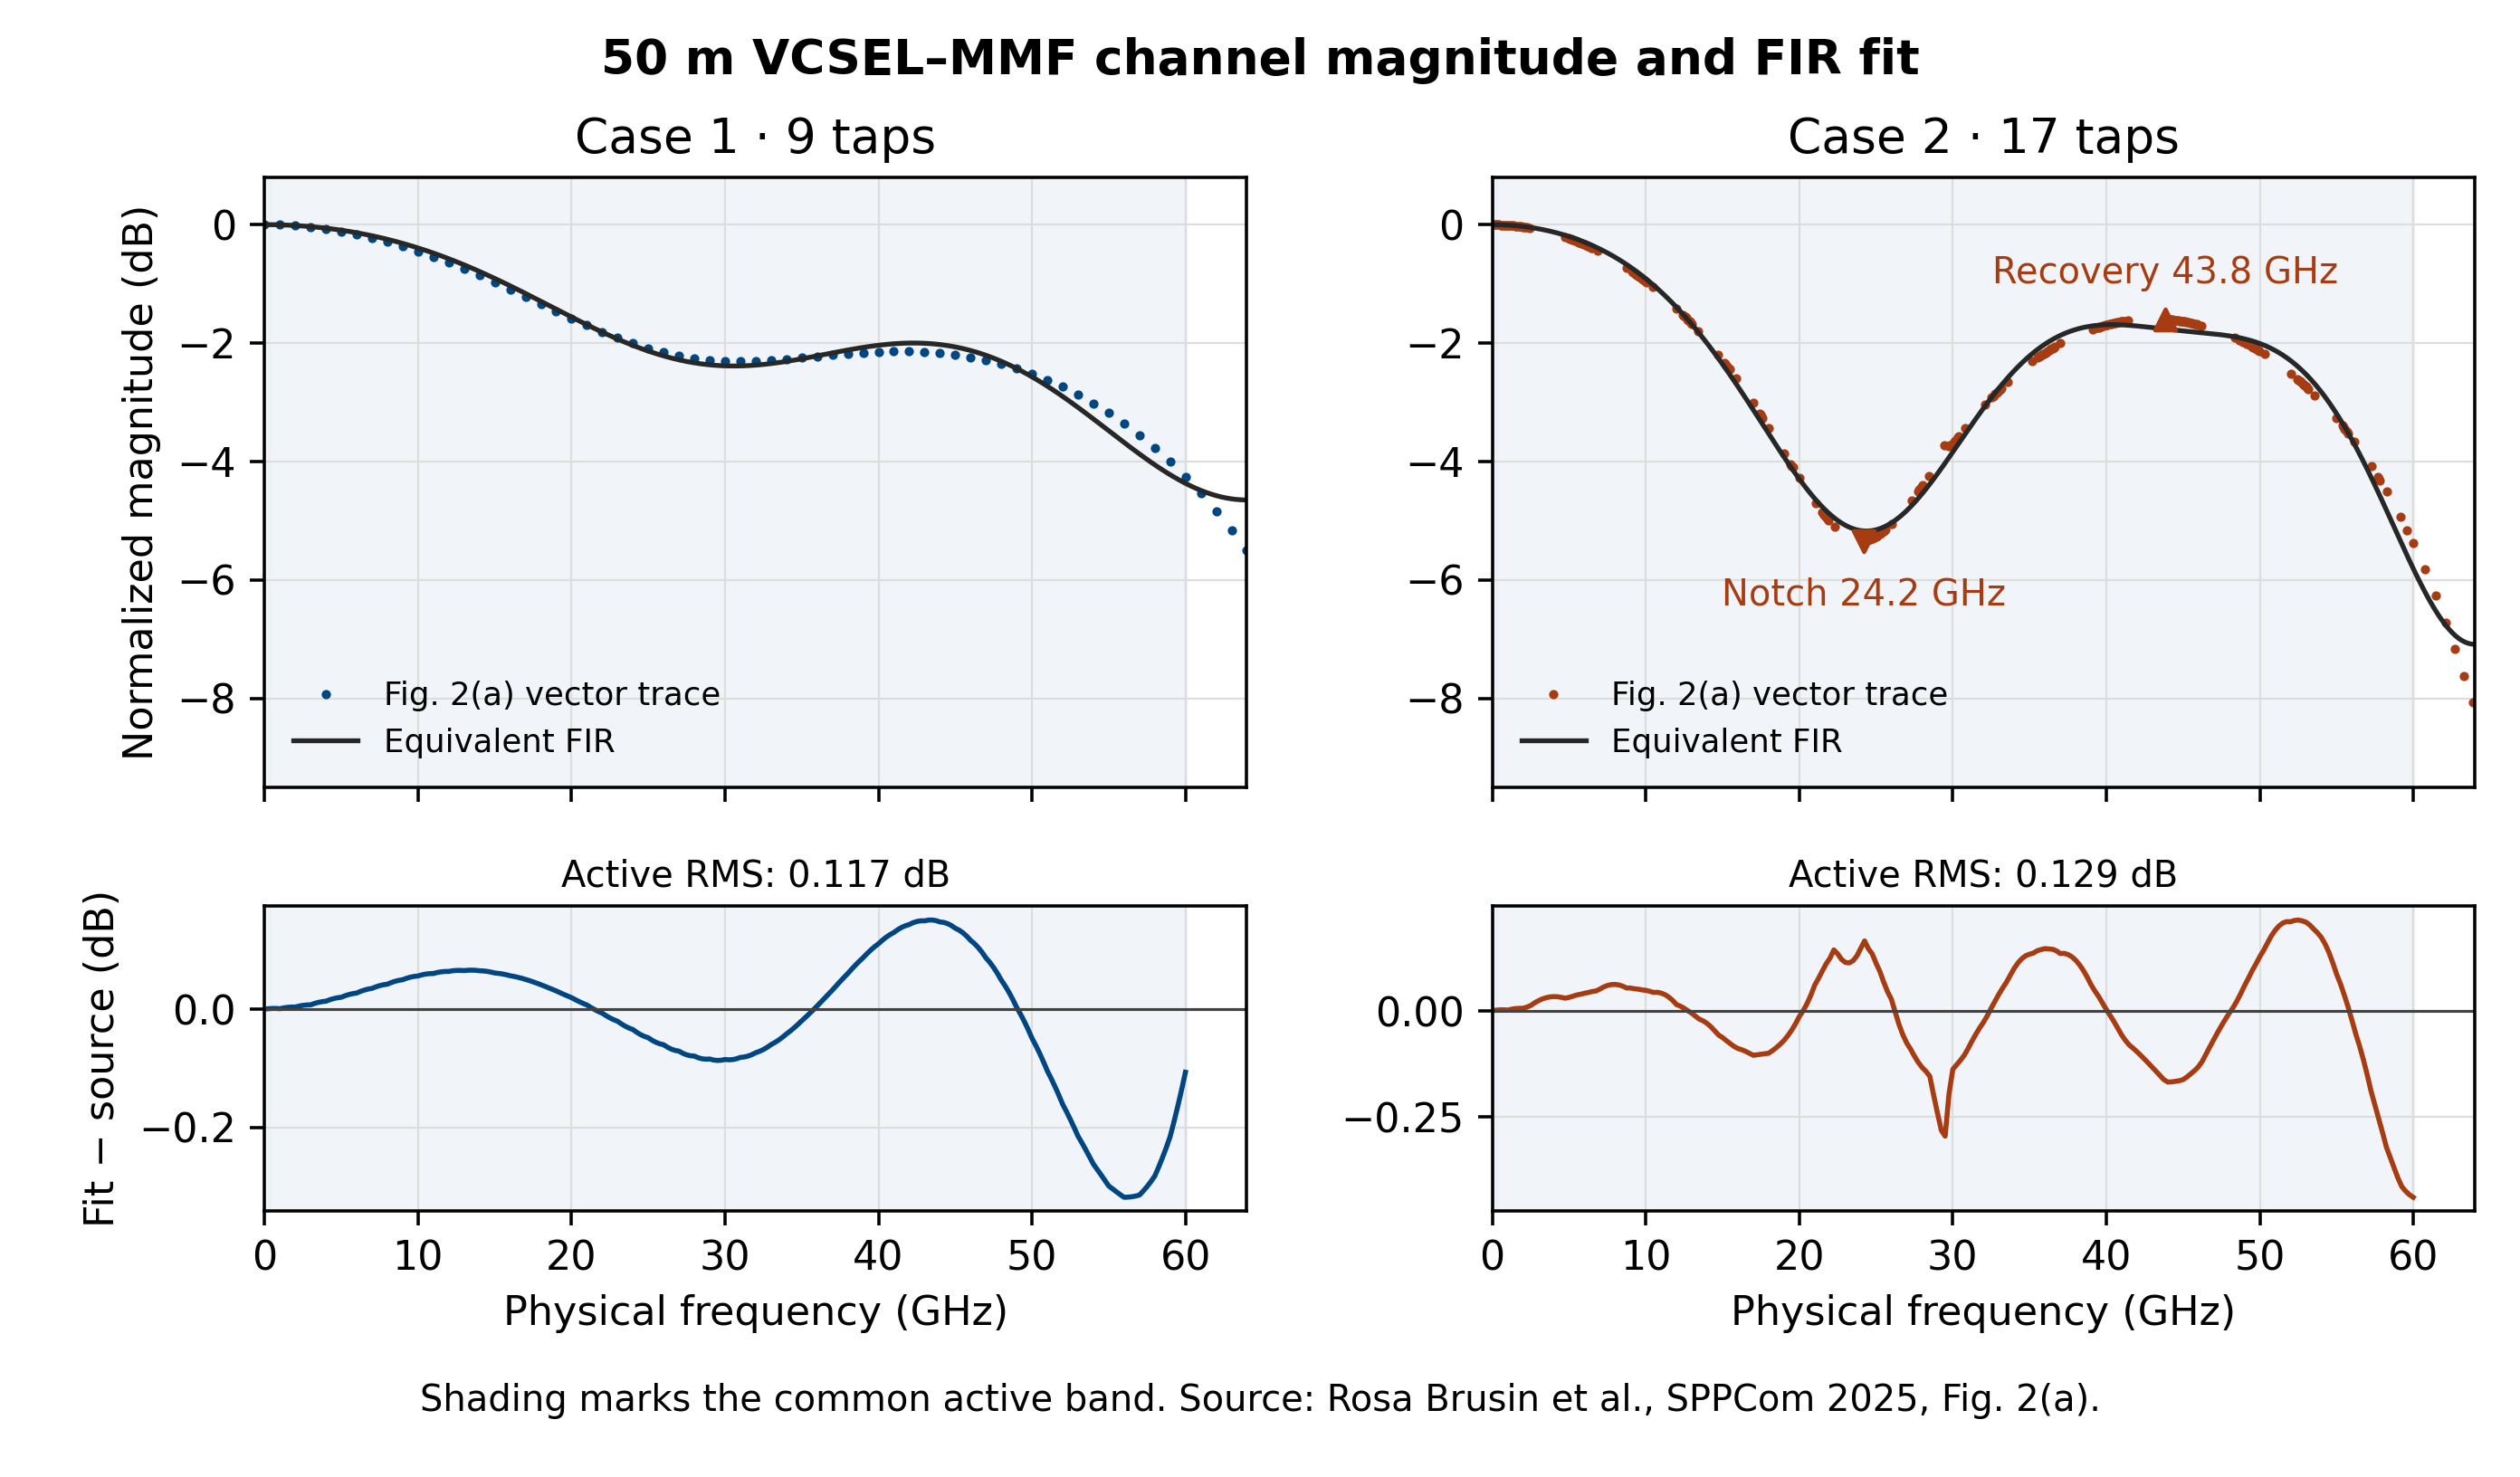 50 m VCSEL–MMF channel magnitude and FIR fit
Case 1 · 9 taps
Normalized magnitude (dB)
0
−2
−4
−6
−8
Fig. 2(a) vector trace
Equivalent FIR
Case 2 · 17 taps
0
−2
−4
−6
−8
Recovery 43.8 GHz
Notch 24.2 GHz
Fig. 2(a) vector trace
Equivalent FIR
Active RMS: 0.117 dB
Fit − source (dB)
0.0
−0.2
0 10 20 30 40 50 60
Physical frequency (GHz)
Active RMS: 0.129 dB
0.00
−0.25
0 10 20 30 40 50 60
Physical frequency (GHz)
Shading marks the common active band. Source: Rosa Brusin et al., SPPCom 2025, Fig. 2(a).